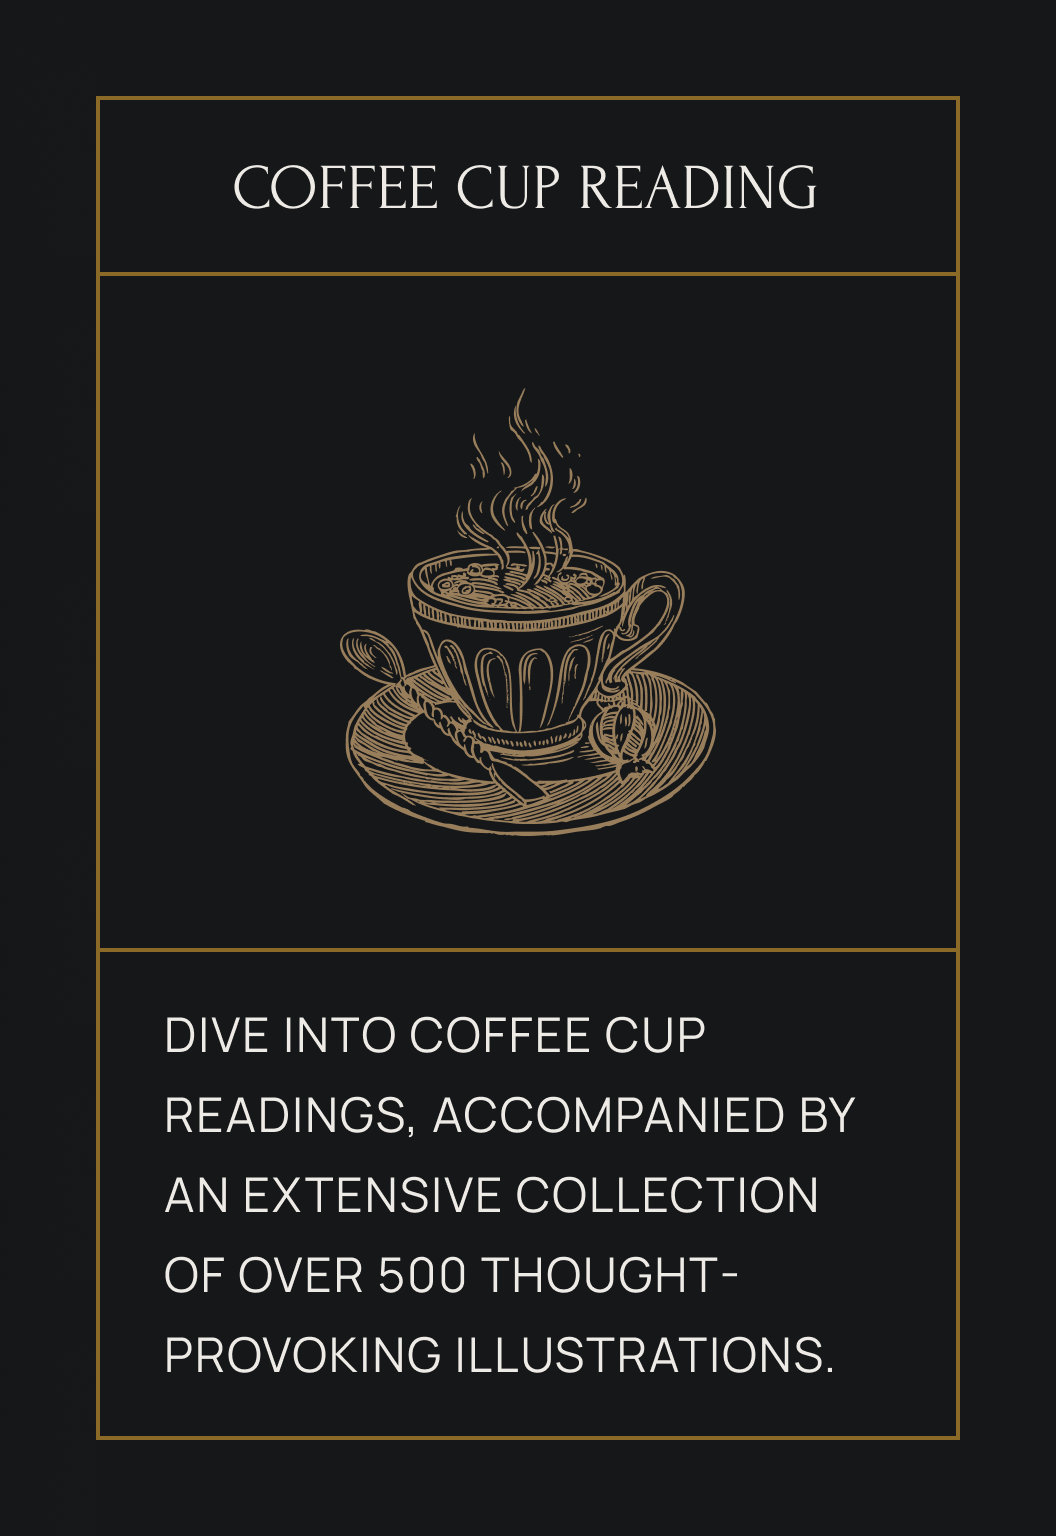 COFFEE CUP READING
DIVE INTO COFFEE CUP
READINGS, ACCOMPANIED BY
AN EXTENSIVE COLLECTION
OF OVER 500 THOUGHT-
PROVOKING ILLUSTRATIONS.